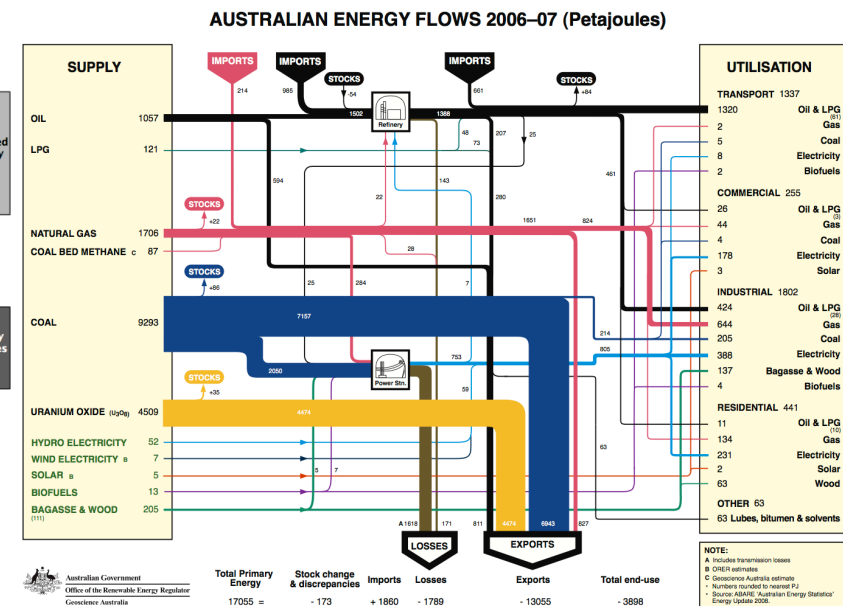 AUSTRALIAN ENERGY FLOWS 2006–07 (Petajoules)
SUPPLY
IMPORTS
IMPORTS
IMPORTS
UTILISATION
214
985
STOCKS
-54
661
STOCKS
+84
TRANSPORT 1337
OIL 1057
1502
Refinery
1388
1320 Oil & LPG
(61)
2 Gas
LPG 121
48
73
207
25
5 Coal
8 Electricity
2 Biofuels
594
143
461
COMMERCIAL 255
STOCKS
+22
22
280
26 Oil & LPG
(3)
NATURAL GAS 1706
1651
824
44 Gas
COAL BED METHANE C 87
28
4 Coal
178 Electricity
STOCKS
+86
25
284
7
3 Solar
INDUSTRIAL 1802
COAL 9293
7157
424 Oil & LPG
(28)
644 Gas
214
205 Coal
805
753
388 Electricity
2050
Power Stn.
137 Bagasse & Wood
STOCKS
+35
59
4 Biofuels
URANIUM OXIDE (U3O8) 4509
4474
RESIDENTIAL 441
11 Oil & LPG
(10)
HYDRO ELECTRICITY 52
134 Gas
63
WIND ELECTRICITY B 7
231 Electricity
SOLAR B 5
5
7
2 Solar
BIOFUELS 13
63 Wood
BAGASSE & WOOD 205
(111)
OTHER 63
A 1618
171
811
4474
6943
827
63 Lubes, bitumen & solvents
LOSSES
EXPORTS
NOTE:
A Includes transmission losses
B ORER estimates
C Geoscience Australia estimate
• Numbers rounded to nearest PJ
• Source: ABARE 'Australian Energy Statistics'
Energy Update 2008.
Australian Government
Office of the Renewable Energy Regulator
Geoscience Australia
Total Primary Energy
Stock change & discrepancies
Imports
Losses
Exports
Total end-use
17055 = - 173 + 1860 - 1789 - 13055 - 3898